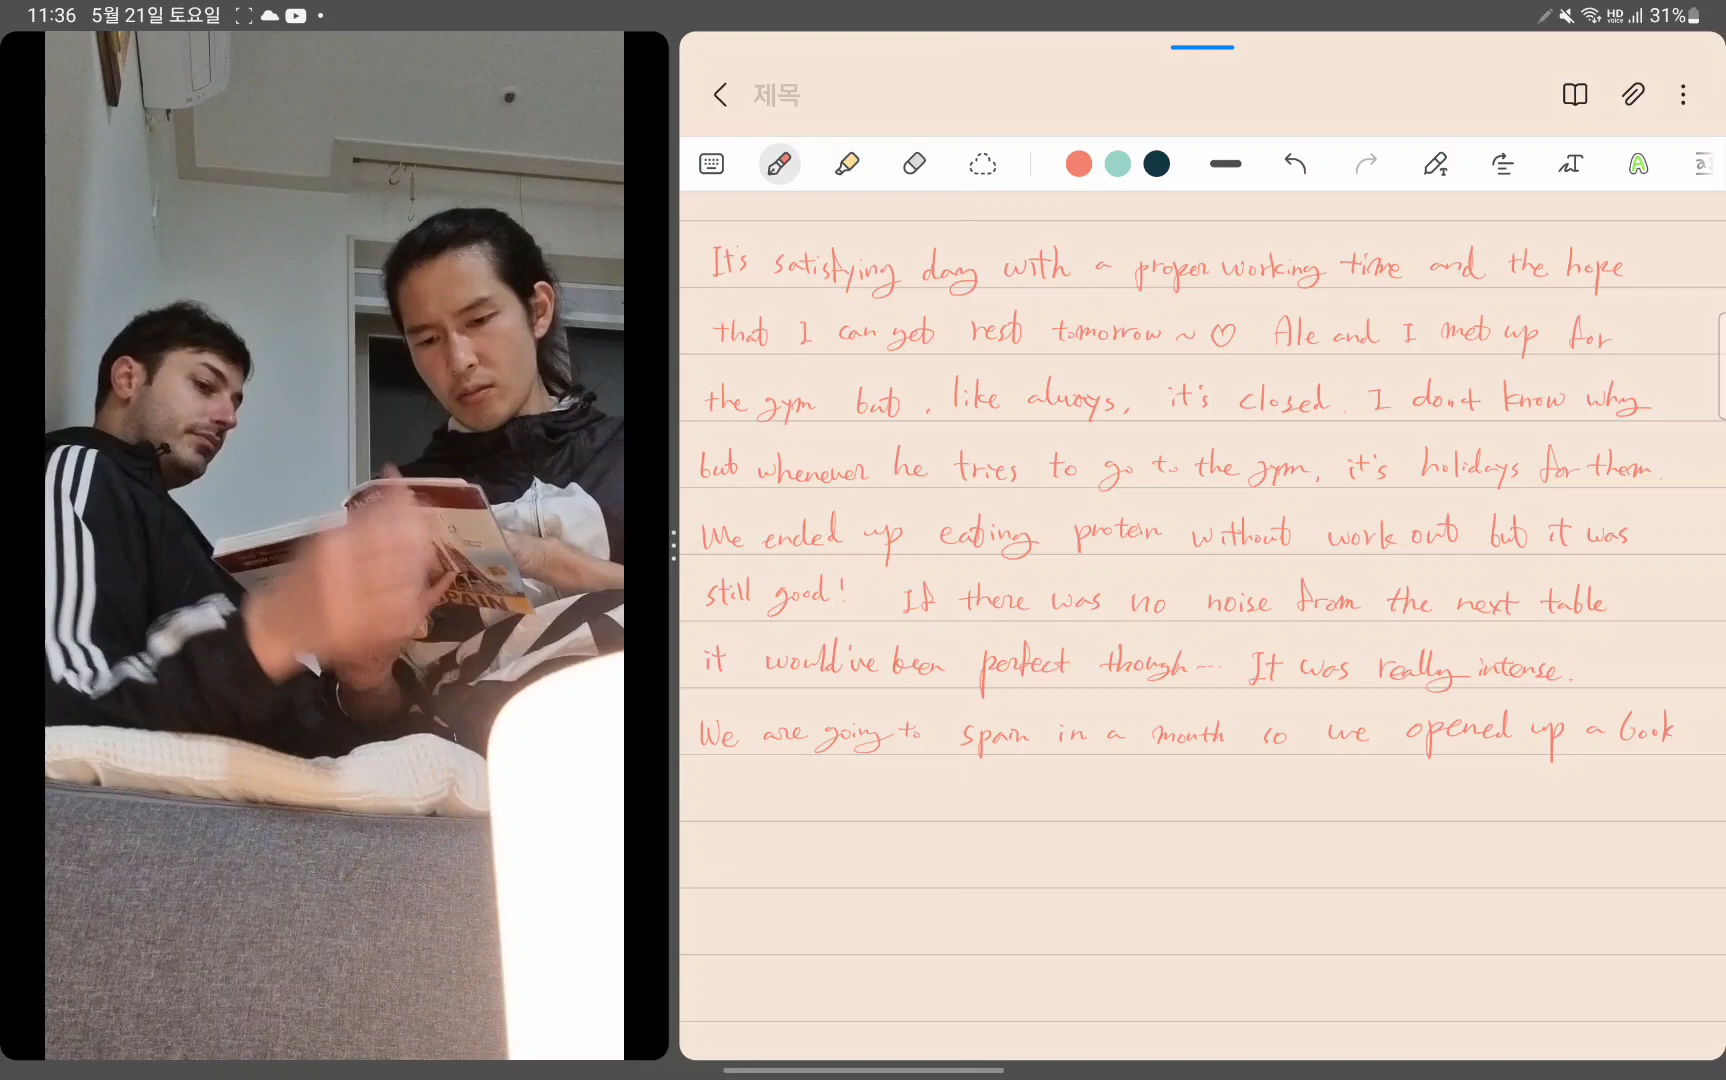 11:36 5월 21일 토요일
HD voice 31%
제목
It's satisfying day with a proper working time and the hope
that I can get rest tomorrow ~ ♡ Ale and I met up for
the gym but, like always, it's closed. I don't know why
but whenever he tries to go to the gym, it's holidays for them.
We ended up eating protein without work out but it was
still good! If there was no noise from the next table
it would've been perfect though... It was really intense.
We are going to spain in a month so we opened up a book
SPAIN